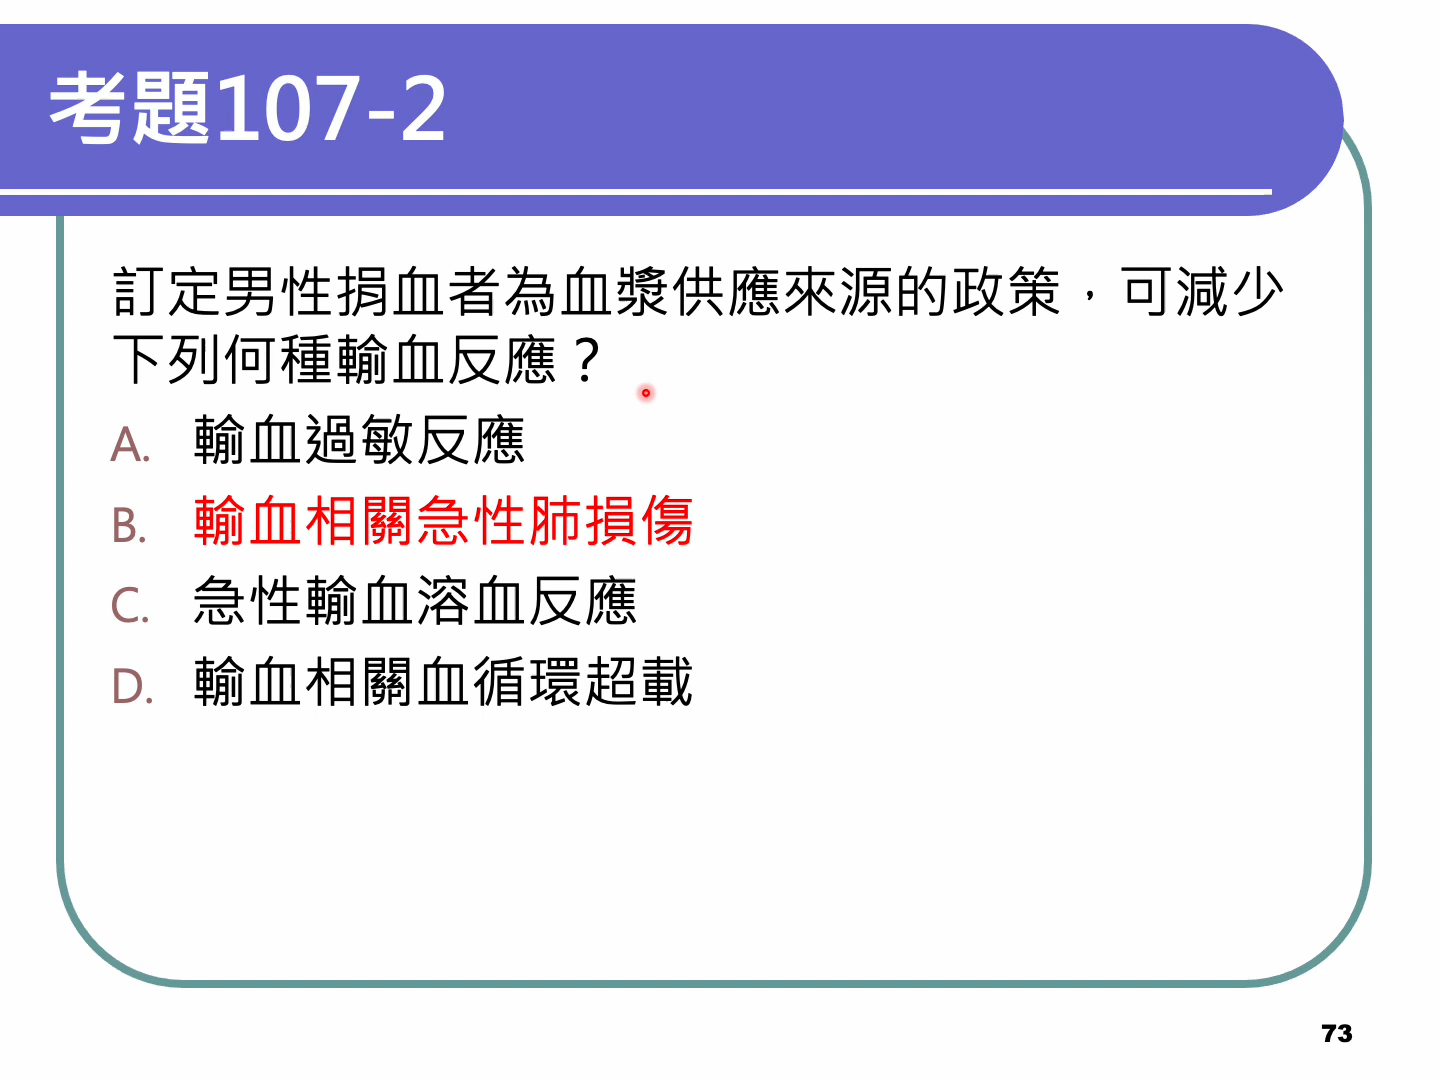 考題107-2
訂定男性捐血者為血漿供應來源的政策，可減少
下列何種輸血反應？
A. 輸血過敏反應
B. 輸血相關急性肺損傷
C. 急性輸血溶血反應
D. 輸血相關血循環超載
73